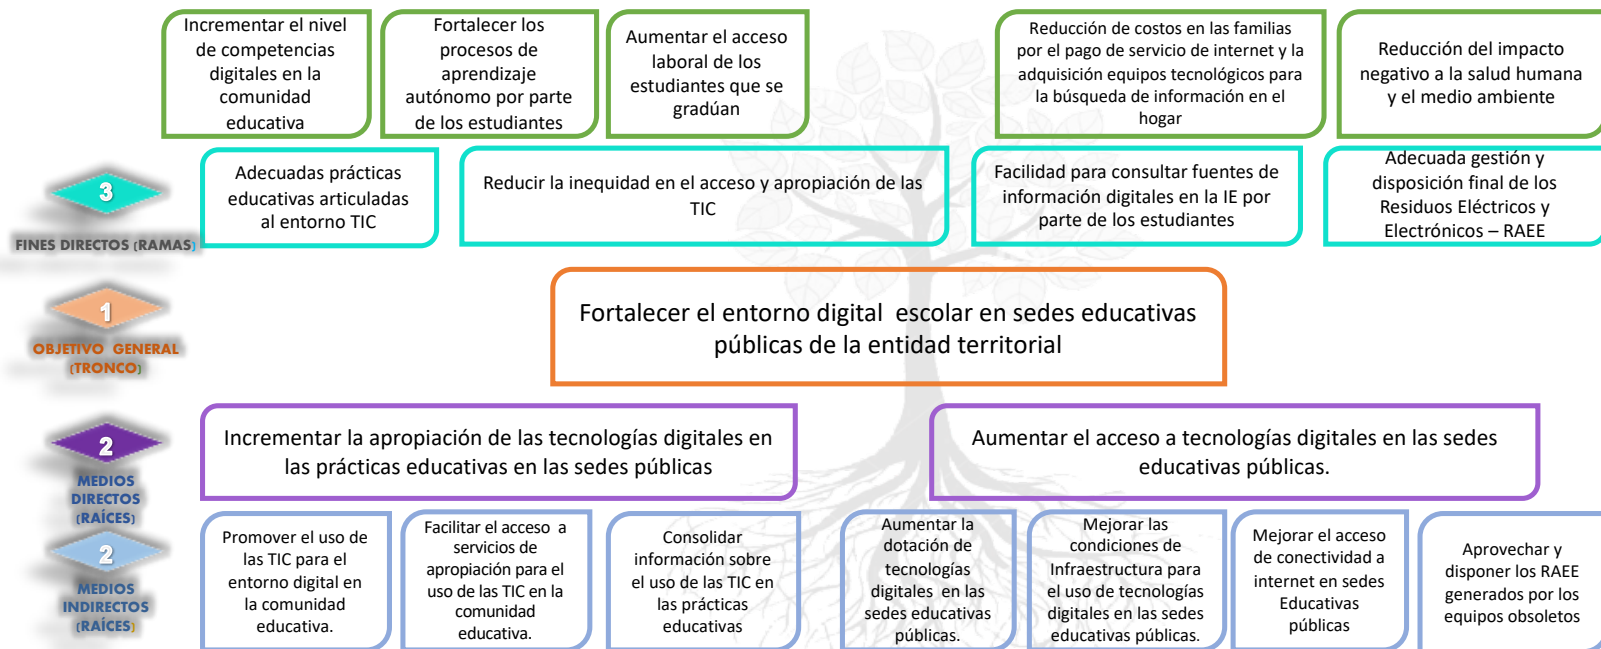 Incrementar el nivel
de competencias
digitales en la
comunidad
educativa
Fortalecer los
procesos de
aprendizaje
autónomo por parte
de los estudiantes
Aumentar el acceso
laboral de los
estudiantes que se
gradúan
Reducción de costos en las familias
por el pago de servicio de internet y la
adquisición equipos tecnológicos para
la búsqueda de información en el
hogar
Reducción del impacto
negativo a la salud humana
y el medio ambiente
3
FINES DIRECTOS (RAMAS)
Adecuadas prácticas
educativas articuladas
al entorno TIC
Reducir la inequidad en el acceso y apropiación de las
TIC
Facilidad para consultar fuentes de
información digitales en la IE por
parte de los estudiantes
Adecuada gestión y
disposición final de los
Residuos Eléctricos y
Electrónicos – RAEE
1
OBJETIVO GENERAL
(TRONCO)
Fortalecer el entorno digital escolar en sedes educativas
públicas de la entidad territorial
2
MEDIOS
DIRECTOS
(RAÍCES)
Incrementar la apropiación de las tecnologías digitales en
las prácticas educativas en las sedes públicas
Aumentar el acceso a tecnologías digitales en las sedes
educativas públicas.
2
MEDIOS
INDIRECTOS
(RAÍCES)
Promover el uso de
las TIC para el
entorno digital en
la comunidad
educativa.
Facilitar el acceso a
servicios de
apropiación para el
uso de las TIC en la
comunidad
educativa.
Consolidar
información sobre
el uso de las TIC en
las prácticas
educativas
Aumentar la
dotación de
tecnologías
digitales en las
sedes educativas
públicas.
Mejorar las
condiciones de
Infraestructura para
el uso de tecnologías
digitales en las sedes
educativas públicas.
Mejorar el acceso
de conectividad a
internet en sedes
Educativas
públicas
Aprovechar y
disponer los RAEE
generados por los
equipos obsoletos